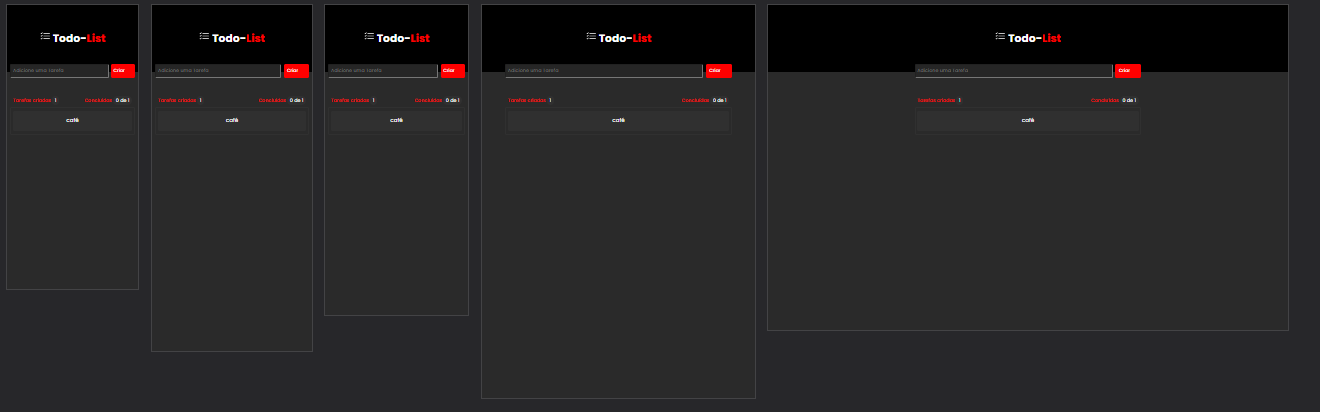 Todo-List
Adicione uma tarefa
Criar
Tarefas criadas 1
Concluídas 0 de 1
café
Todo-List
Adicione uma tarefa
Criar
Tarefas criadas 1
Concluídas 0 de 1
café
Todo-List
Adicione uma tarefa
Criar
Tarefas criadas 1
Concluídas 0 de 1
café
Todo-List
Adicione uma tarefa
Criar
Tarefas criadas 1
Concluídas 0 de 1
café
Todo-List
Adicione uma tarefa
Criar
Tarefas criadas 1
Concluídas 0 de 1
café